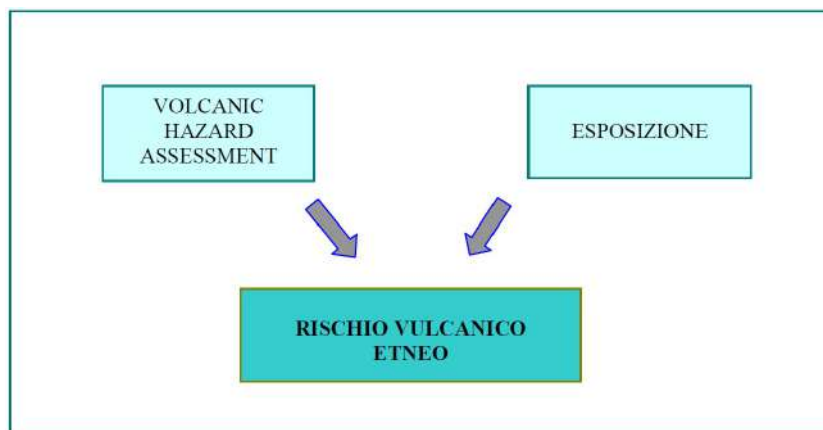 VOLCANIC
HAZARD
ASSESSMENT
ESPOSIZIONE
RISCHIO VULCANICO
ETNEO